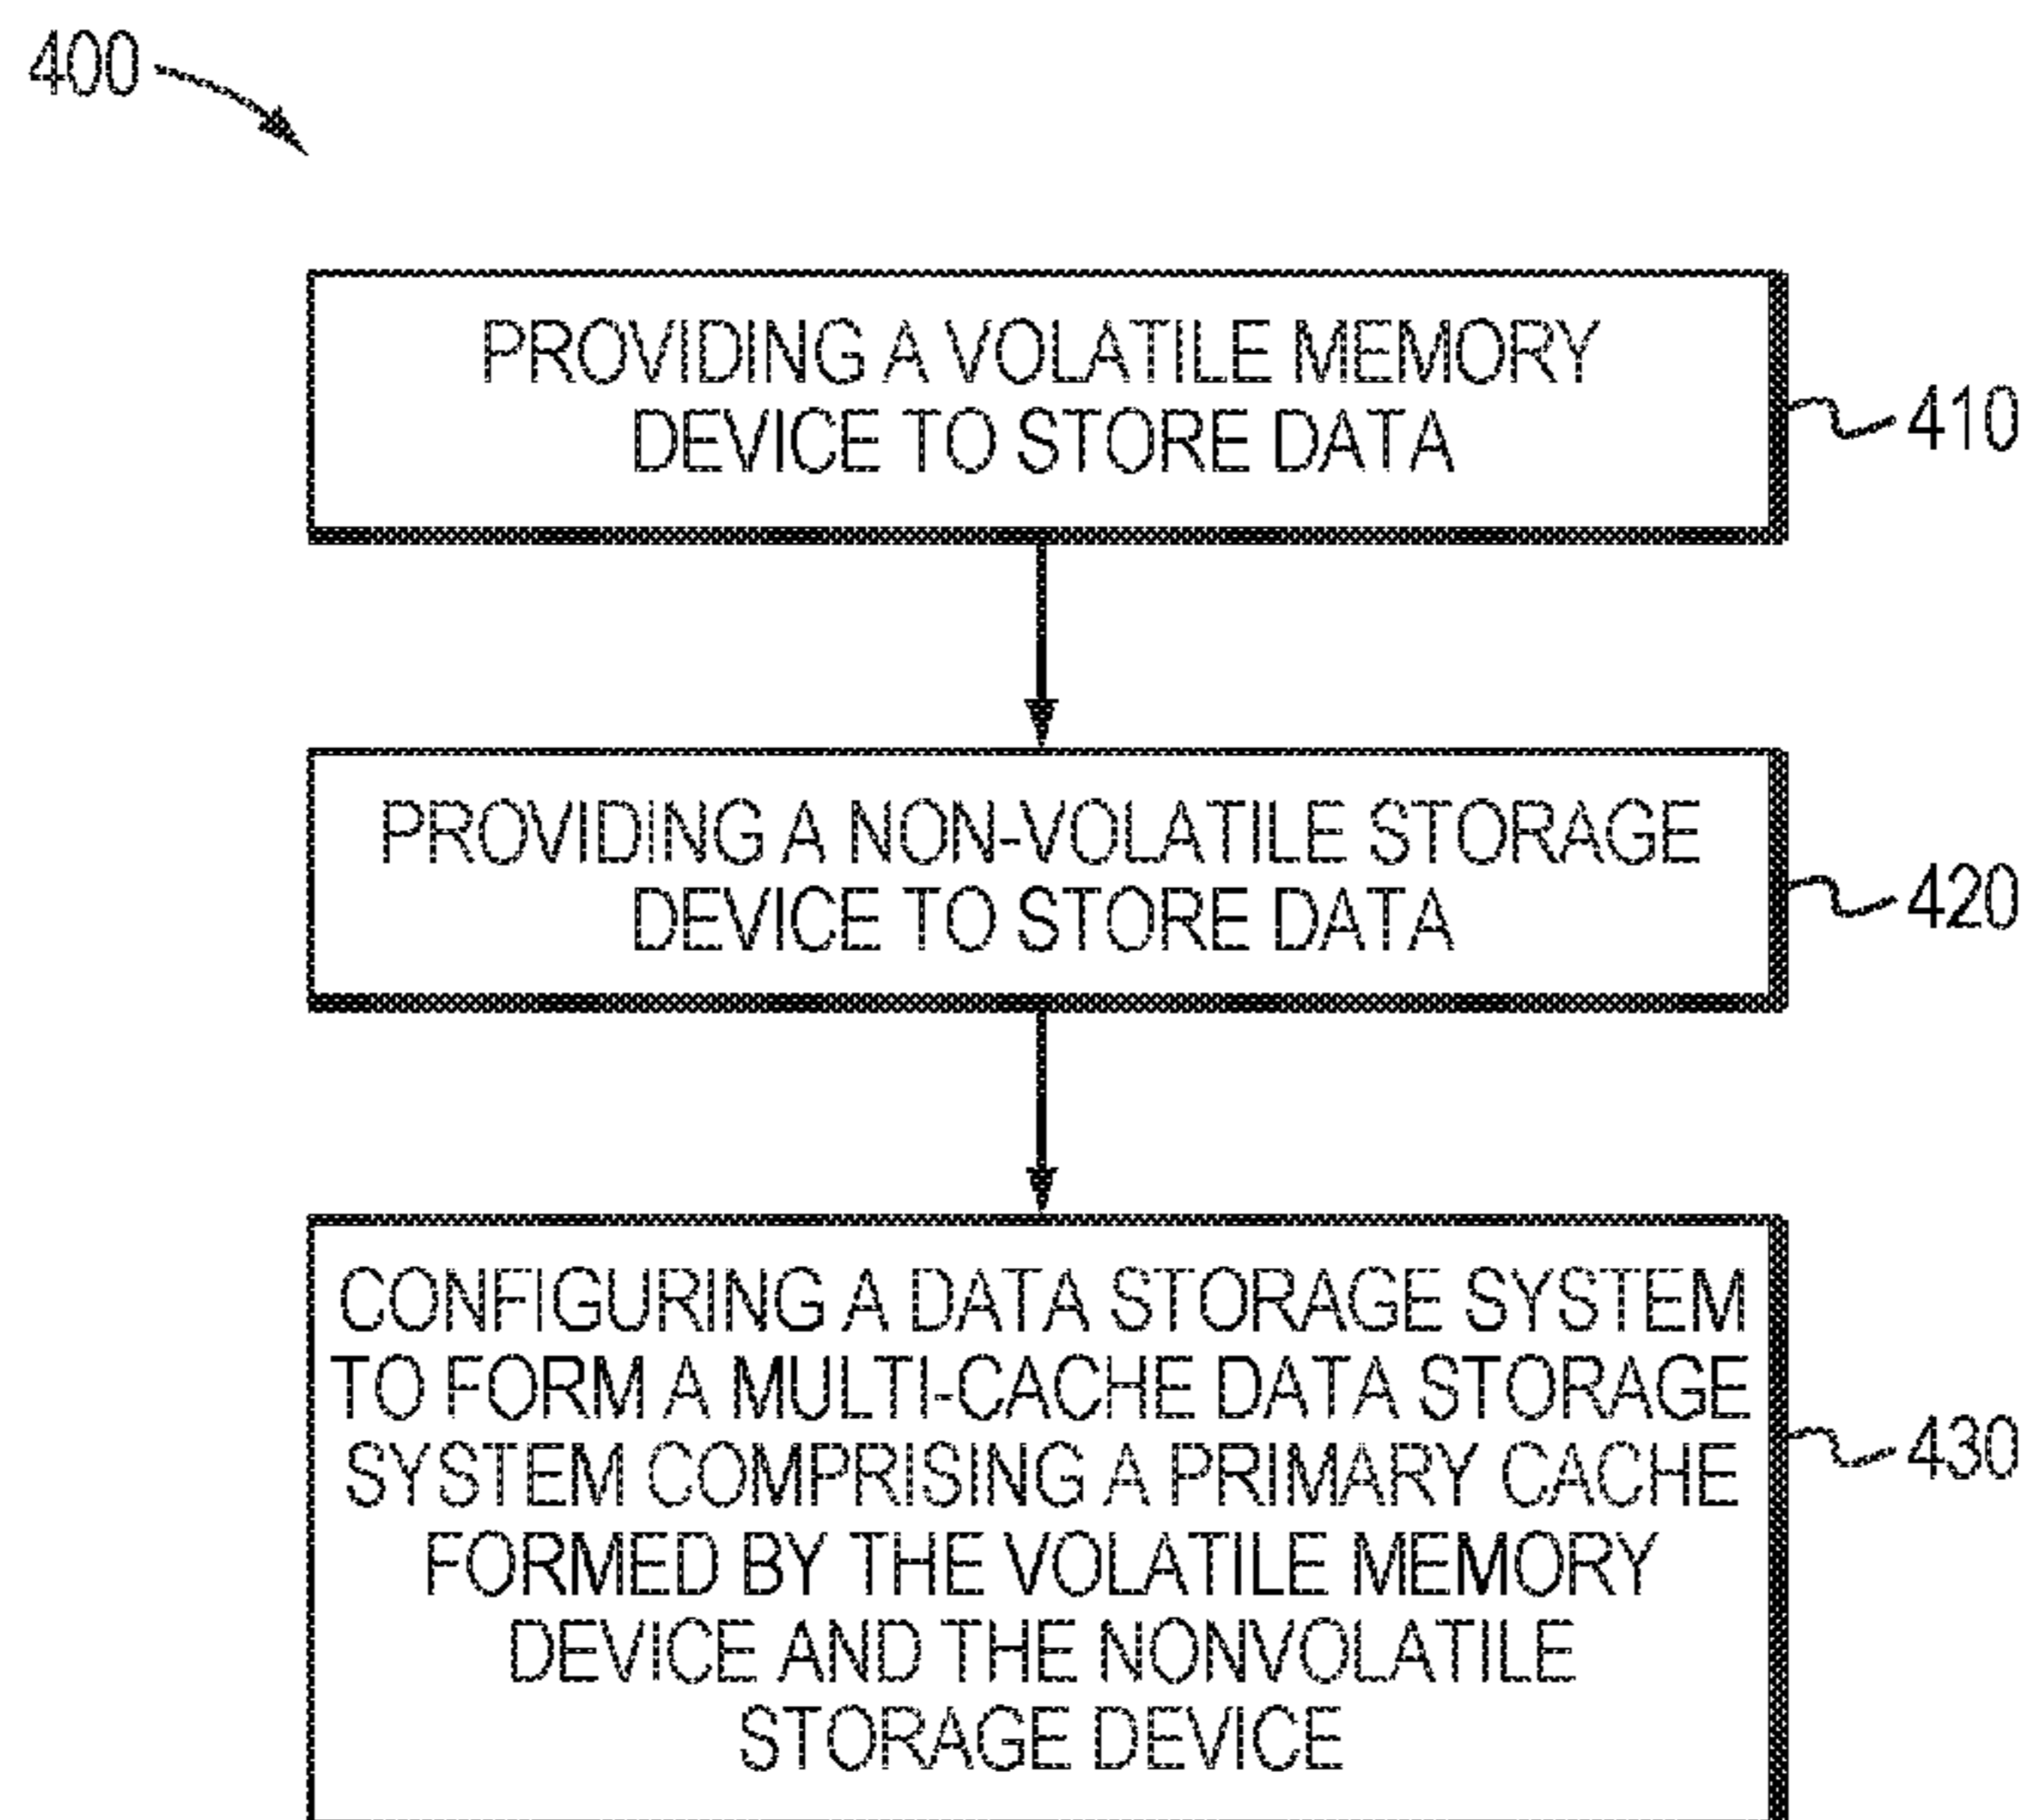 400
PROVIDING A VOLATILE MEMORY
DEVICE TO STORE DATA
410
PROVIDING A NON-VOLATILE STORAGE
DEVICE TO STORE DATA
420
CONFIGURING A DATA STORAGE SYSTEM
TO FORM A MULTI-CACHE DATA STORAGE
SYSTEM COMPRISING A PRIMARY CACHE
FORMED BY THE VOLATILE MEMORY
DEVICE AND THE NONVOLATILE
STORAGE DEVICE
430